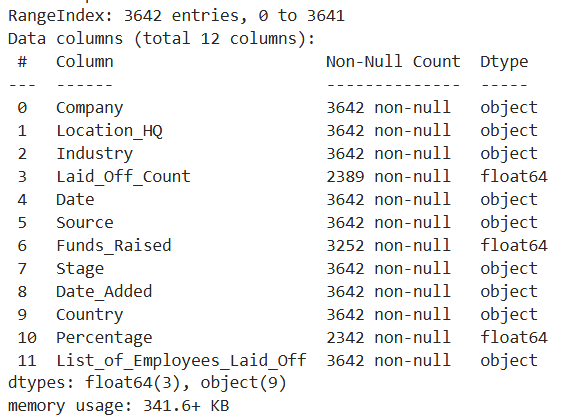 RangeIndex: 3642 entries, 0 to 3641
Data columns (total 12 columns):
 #   Column                         Non-Null Count  Dtype
---  ------                         --------------  -----
 0   Company                        3642 non-null   object
 1   Location_HQ                    3642 non-null   object
 2   Industry                       3642 non-null   object
 3   Laid_Off_Count                 2389 non-null   float64
 4   Date                           3642 non-null   object
 5   Source                         3642 non-null   object
 6   Funds_Raised                   3252 non-null   float64
 7   Stage                          3642 non-null   object
 8   Date_Added                     3642 non-null   object
 9   Country                        3642 non-null   object
 10  Percentage                     2342 non-null   float64
 11  List_of_Employees_Laid_Off     3642 non-null   object
dtypes: float64(3), object(9)
memory usage: 341.6+ KB